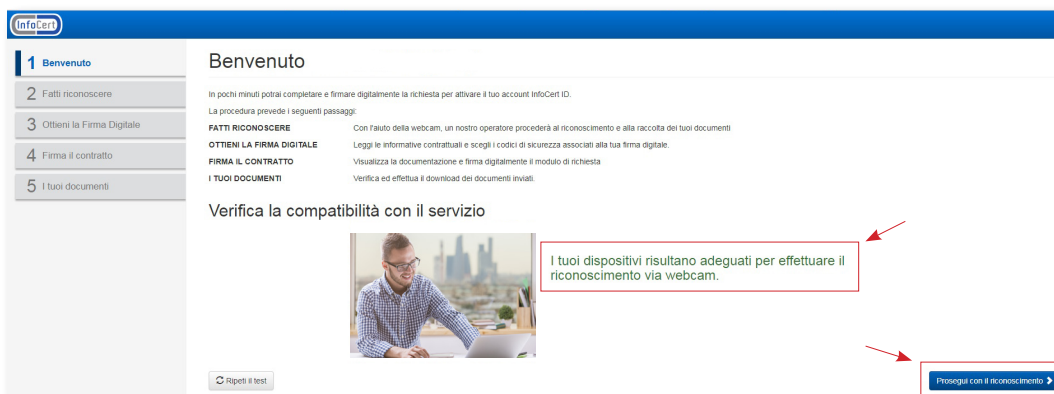 InfoCert
1 Benvenuto
2 Fatti riconoscere
3 Ottieni la Firma Digitale
4 Firma il contratto
5 I tuoi documenti
Benvenuto
In pochi minuti potrai completare e firmare digitalmente la richiesta per attivare il tuo account InfoCert ID.
La procedura prevede i seguenti passaggi:
FATTI RICONOSCERE Con l'aiuto della webcam, un nostro operatore procederà al riconoscimento e alla raccolta dei tuoi documenti
OTTIENI LA FIRMA DIGITALE Leggi le informative contrattuali e scegli i codici di sicurezza associati alla tua firma digitale.
FIRMA IL CONTRATTO Visualizza la documentazione e firma digitalmente il modulo di richiesta
I TUOI DOCUMENTI Verifica ed effettua il download dei documenti inviati.
Verifica la compatibilità con il servizio
I tuoi dispositivi risultano adeguati per effettuare il
riconoscimento via webcam.
Ripeti il test
Prosegui con il riconoscimento